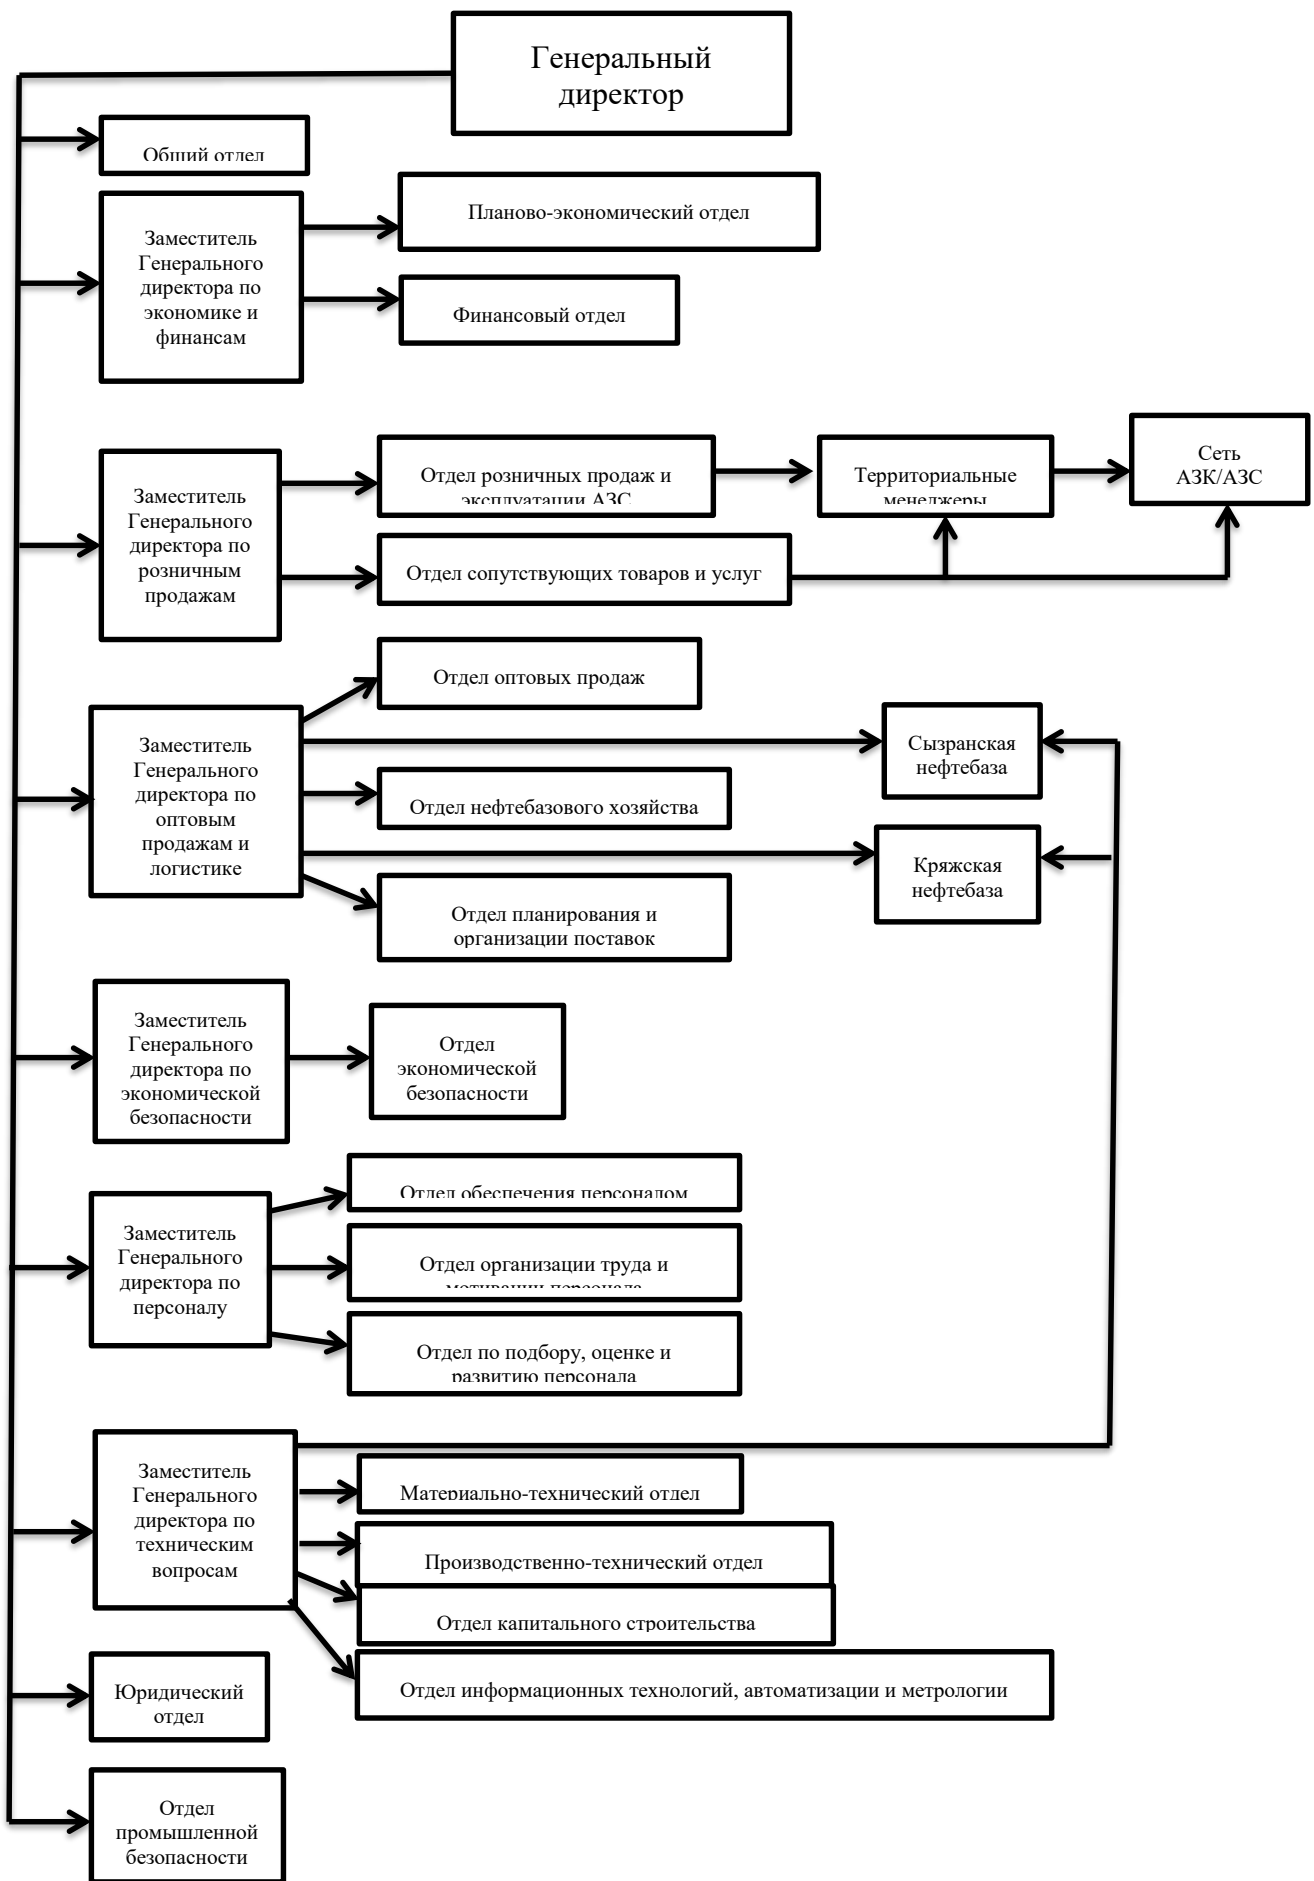 Генеральный
директор
Общий отдел
Заместитель
Генерального
директора по
экономике и
финансам
Планово-экономический отдел
Финансовый отдел
Заместитель
Генерального
директора по
розничным
продажам
Отдел розничных продаж и
эксплуатации АЗС
Территориальные
менеджеры
Сеть
АЗК/АЗС
Отдел сопутствующих товаров и услуг
Заместитель
Генерального
директора по
оптовым
продажам и
логистике
Отдел оптовых продаж
Сызранская
нефтебаза
Отдел нефтебазового хозяйства
Кряжская
нефтебаза
Отдел планирования и
организации поставок
Заместитель
Генерального
директора по
экономической
безопасности
Отдел
экономической
безопасности
Заместитель
Генерального
директора по
персоналу
Отдел обеспечения персоналом
Отдел организации труда и
мотивации персонала
Отдел по подбору, оценке и
развитию персонала
Заместитель
Генерального
директора по
техническим
вопросам
Материально-технический отдел
Производственно-технический отдел
Отдел капитального строительства
Отдел информационных технологий, автоматизации и метрологии
Юридический
отдел
Отдел
промышленной
безопасности